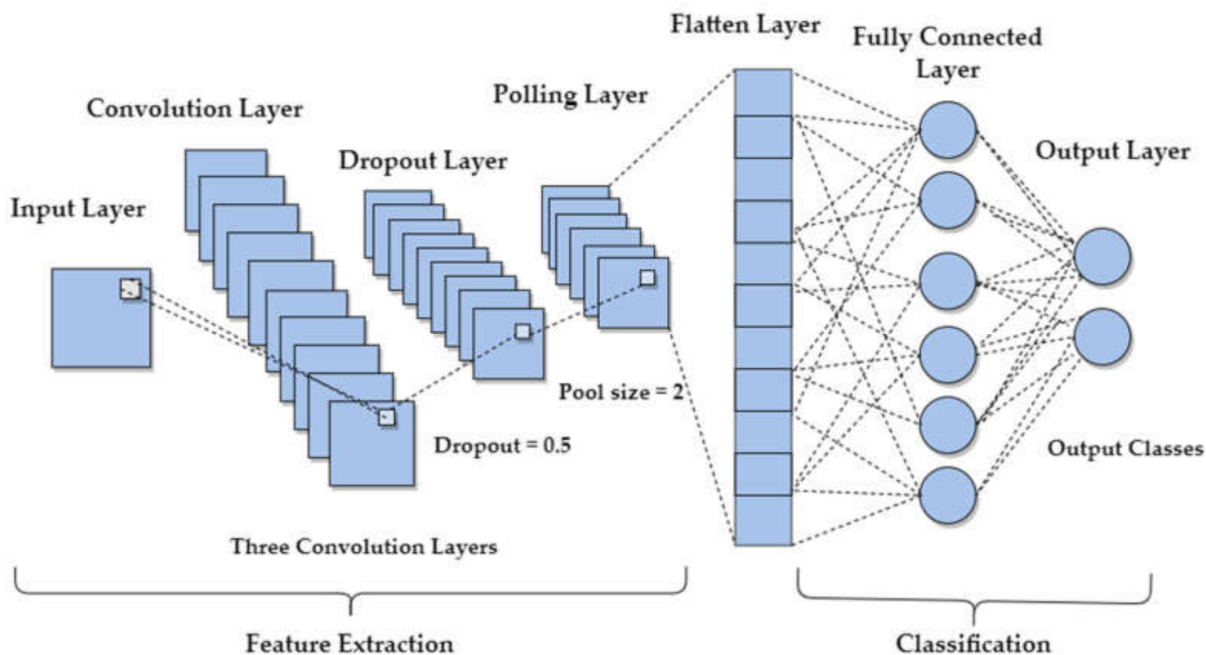 Flatten Layer
Fully Connected
Layer
Polling Layer
Convolution Layer
Dropout Layer
Output Layer
Input Layer
Pool size = 2
Dropout = 0.5
Output Classes
Three Convolution Layers
Feature Extraction
Classification